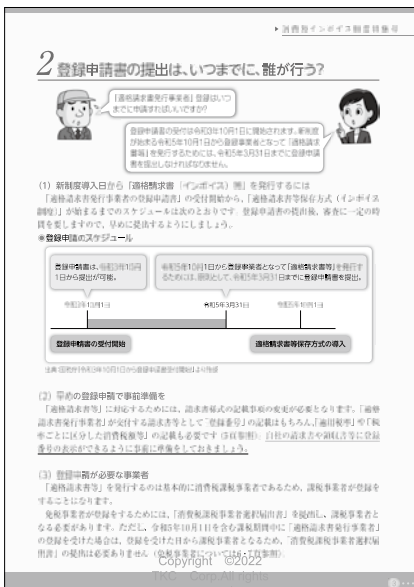 ▶消費税インボイス制度
2 登録申請書の提出は、いつまでに、誰が行う?
「適格請求書発行事業者」登録はいつ
までに申請すればいいですか?
登録申請書の受付は令和3年10月1日に開始されます。新制度
が始まる令和5年10月1日から登録事業者となって「適格請求
書等」を発行するためには、令和5年3月31日までに登録申請
書を提出しなければなりません。
(1) 新制度導入日から「適格請求書(インボイス)等」を発行するには
「適格請求書発行事業者の登録申請書」の受付開始から、「適格請求書等保存方式(インボイス
制度)」が始まるまでのスケジュールは次のとおりです。登録申請書の提出後、審査に一定の時
間を要しますので、早めに提出するようにしましょう。
●登録申請のスケジュール
登録申請書は、令和3年10月
1日から提出が可能。
令和5年10月1日から登録事業者となって「適格請求書等」を発行す
るためには、原則として、令和5年3月31日までに登録申請書を提出。
令和3年10月1日
令和5年3月31日
令和5年10月1日
登録申請書の受付開始
適格請求書等保存方式の導入
(2) 早めの登録申請で事前準備を
「適格請求書等」に対応するためには、請求書様式の記載事項の変更が必要となります。「適格
請求書発行事業者」が交付する請求書等として「登録番号」の記載はもちろん、「適用税率」や「税
率ごとに区分した消費税額等」の記載も必要です(5頁参照)。自社の請求書や領収書等に登録
番号の表示ができるように事前に準備をしておきましょう。
(3) 登録申請が必要な事業者
「適格請求書等」を発行するのは基本的に消費税課税事業者であるため、課税事業者が登録を
することになります。
免税事業者が登録をするためには、「消費税課税事業者選択届出書」を提出し、課税事業者と
なる必要があります。ただし、令和5年10月1日を含む課税期間中に「適格請求書発行事業者」
の登録を受けた場合は、登録を受けた日から課税事業者となるため、「消費税課税事業者選択届
出書」の提出は必要ありません(免税事業者については6・7頁参照)。
Copyright ©2022
TKC Corp.All rights